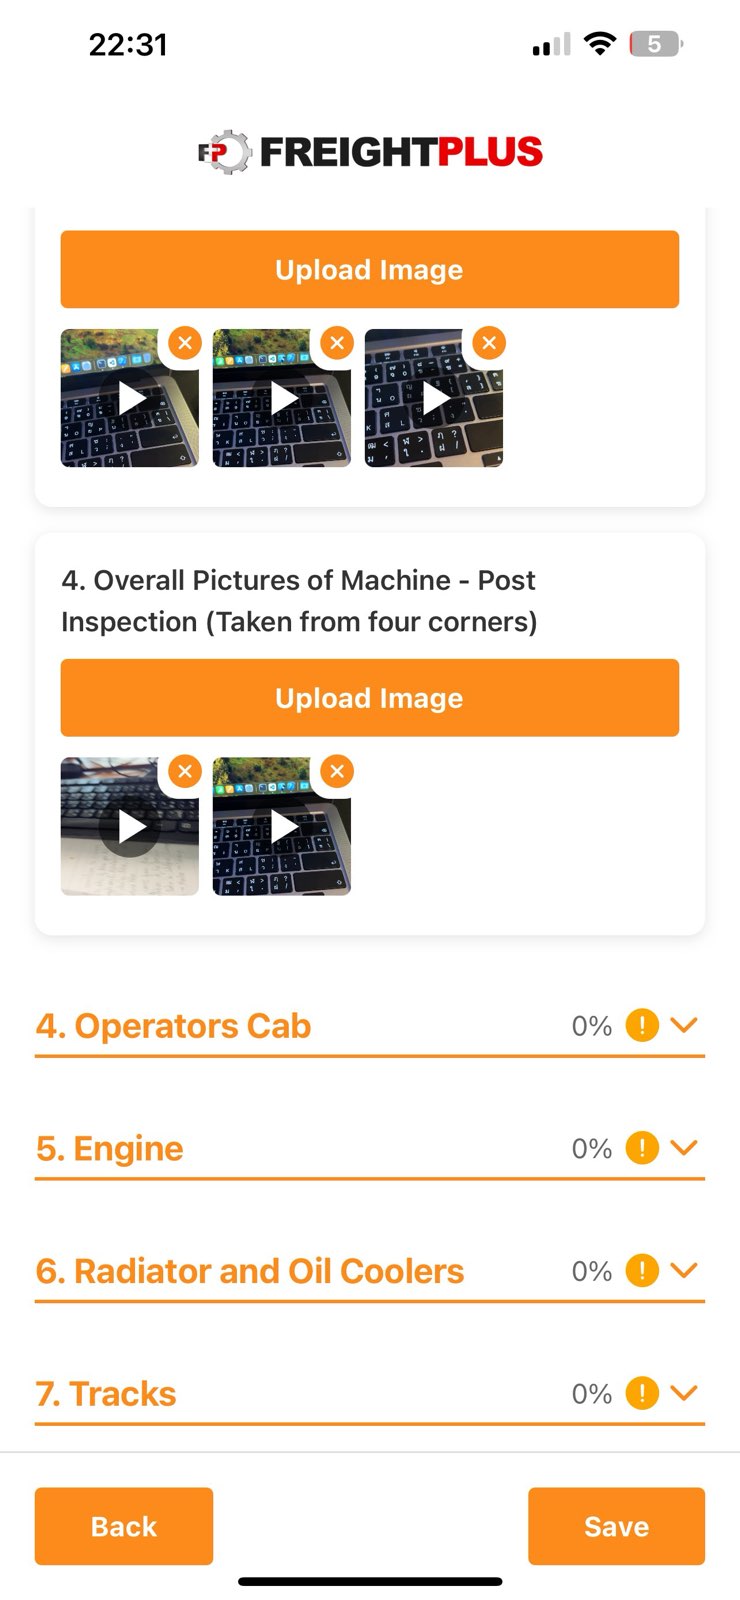 22:31
5
FP FREIGHTPLUS
Upload Image
4. Overall Pictures of Machine - Post
Inspection (Taken from four corners)
Upload Image
4. Operators Cab 0% !
5. Engine 0% !
6. Radiator and Oil Coolers 0% !
7. Tracks 0% !
Back Save